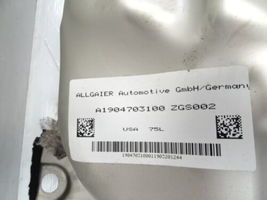 ALLGAIER Automotive GmbH/Germany
A1904703100 ZGS002
USA 75L